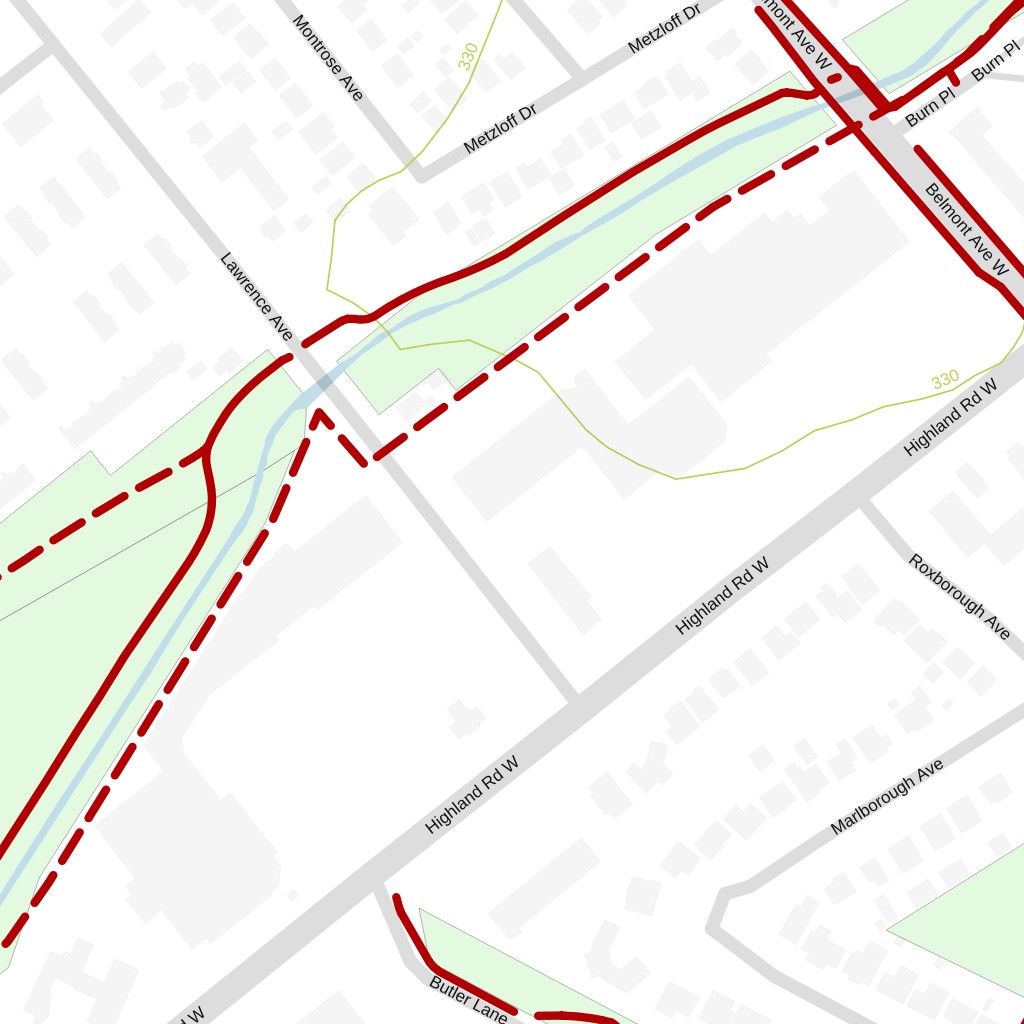 Montrose Ave
330
Metzloff Dr
mont Ave W
Burn Pl
Metzloff Dr
Burn Pl
Belmont Ave W
Lawrence Ave
330
Highland Rd W
Highland Rd W
Roxborough Ave
Highland Rd W
Marlborough Ave
Butler Lane
d W